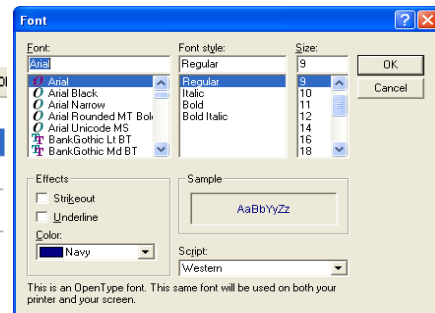 Font
Font: Font style: Size:
Arial Regular 9 OK
Arial Regular 9 Cancel
Arial Black Italic 10
Arial Narrow Bold 11
Arial Rounded MT Bold Italic 12
Arial Unicode MS 14
BankGothic Lt BT 16
BankGothic Md BT 18
Effects Sample
Strikeout AaBbYyZz
Underline
Color:
Navy Script:
Western
This is an OpenType font. This same font will be used on both your
printer and your screen.